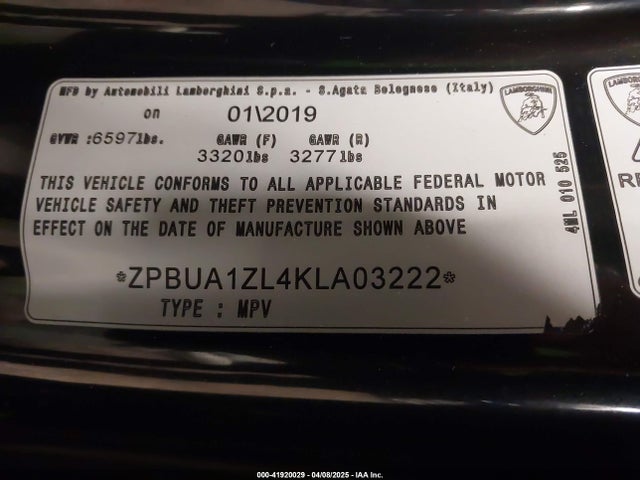 MFD by Automobili Lamborghini S.p.a. - S.Agata Bolognese (Italy)
on 01\2019
GVWR :6597lbs. GAWR (F) GAWR (R)
3320lbs 3277lbs
THIS VEHICLE CONFORMS TO ALL APPLICABLE FEDERAL MOTOR
VEHICLE SAFETY AND THEFT PREVENTION STANDARDS IN
EFFECT ON THE DATE OF MANUFACTURE SHOWN ABOVE
*ZPBUA1ZL4KLA03222*
TYPE : MPV
LAMBORGHINI
4ML 010 525
RE
000-41920029 - 04/08/2025 - IAA Inc.